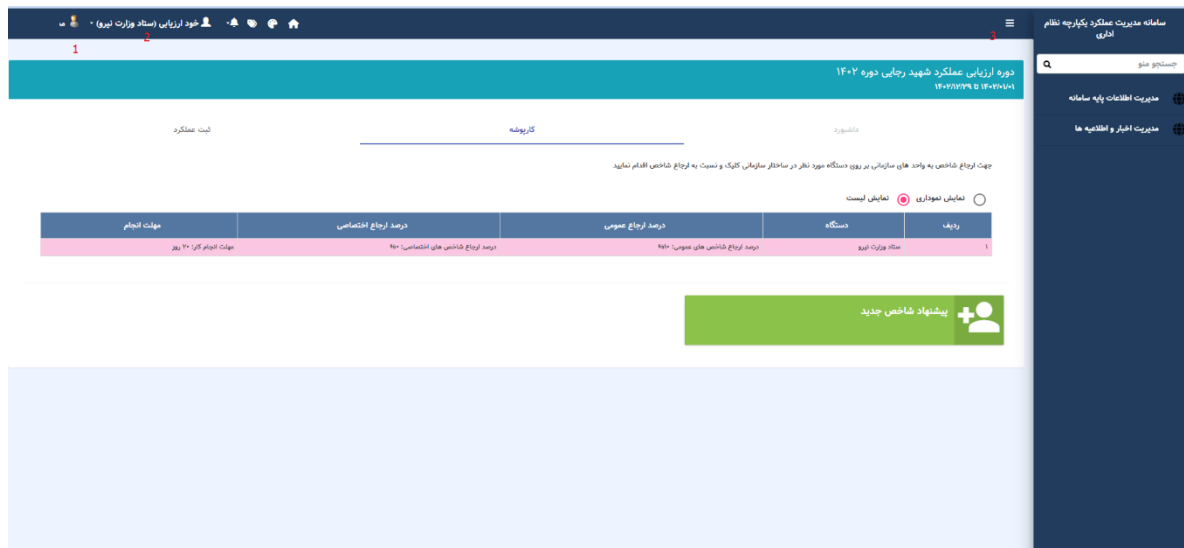 سامانه مدیریت عملکرد یکپارچه نظام
اداری
جستجو منو
مدیریت اطلاعات پایه سامانه
مدیریت اخبار و اطلاعیه ها
خود ارزیابی (ستاد وزارت نیرو)
3
2
1
دوره ارزیابی عملکرد شهید رجایی دوره ۱۴۰۲
۱۴۰۲/۰۱/۰۱ تا ۱۴۰۲/۱۲/۲۹
داشبورد کارپوشه ثبت عملکرد
جهت ارجاع شاخص به واحد های سازمانی بر روی دستگاه مورد نظر در ساختار سازمانی کلیک و نسبت به ارجاع شاخص اقدام نمایید
نمایش نموداری نمایش لیست
ردیف دستگاه درصد ارجاع عمومی درصد ارجاع اختصاصی مهلت انجام
۱ ستاد وزارت نیرو درصد ارجاع شاخص های عمومی: درصد ارجاع شاخص های اختصاصی: مهلت انجام کار: ۲۰ روز
پیشنهاد شاخص جدید